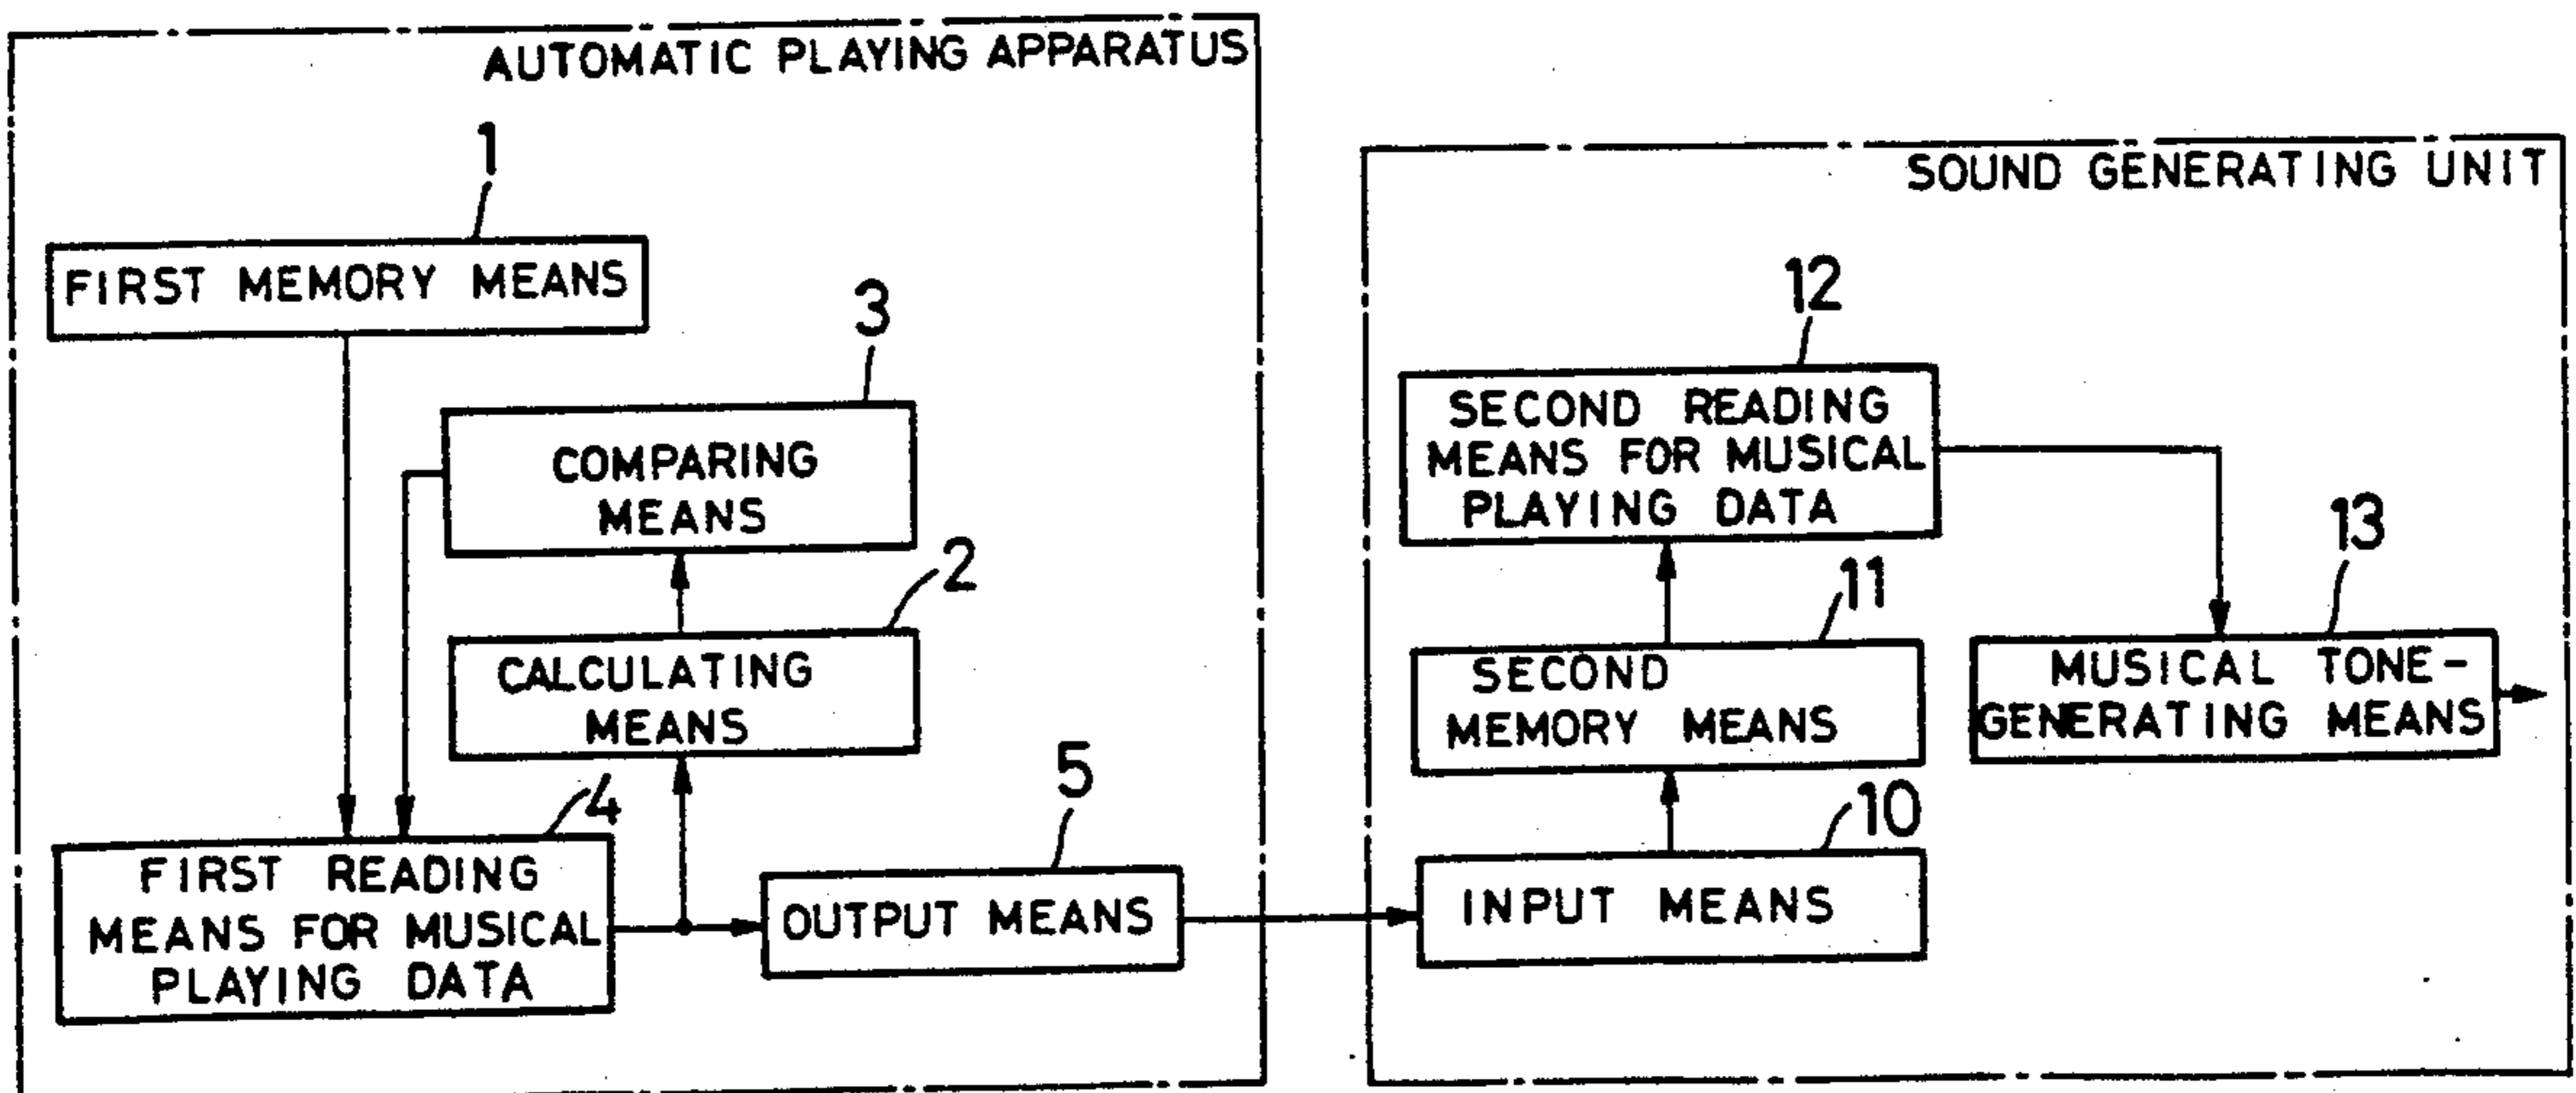 AUTOMATIC PLAYING APPARATUS
1
FIRST MEMORY MEANS
3
COMPARING
MEANS
2
CALCULATING
MEANS
4
FIRST READING
MEANS FOR MUSICAL
PLAYING DATA
5
OUTPUT MEANS
SOUND GENERATING UNIT
12
SECOND READING
MEANS FOR MUSICAL
PLAYING DATA
11
SECOND
MEMORY MEANS
13
MUSICAL TONE-
GENERATING MEANS
10
INPUT MEANS